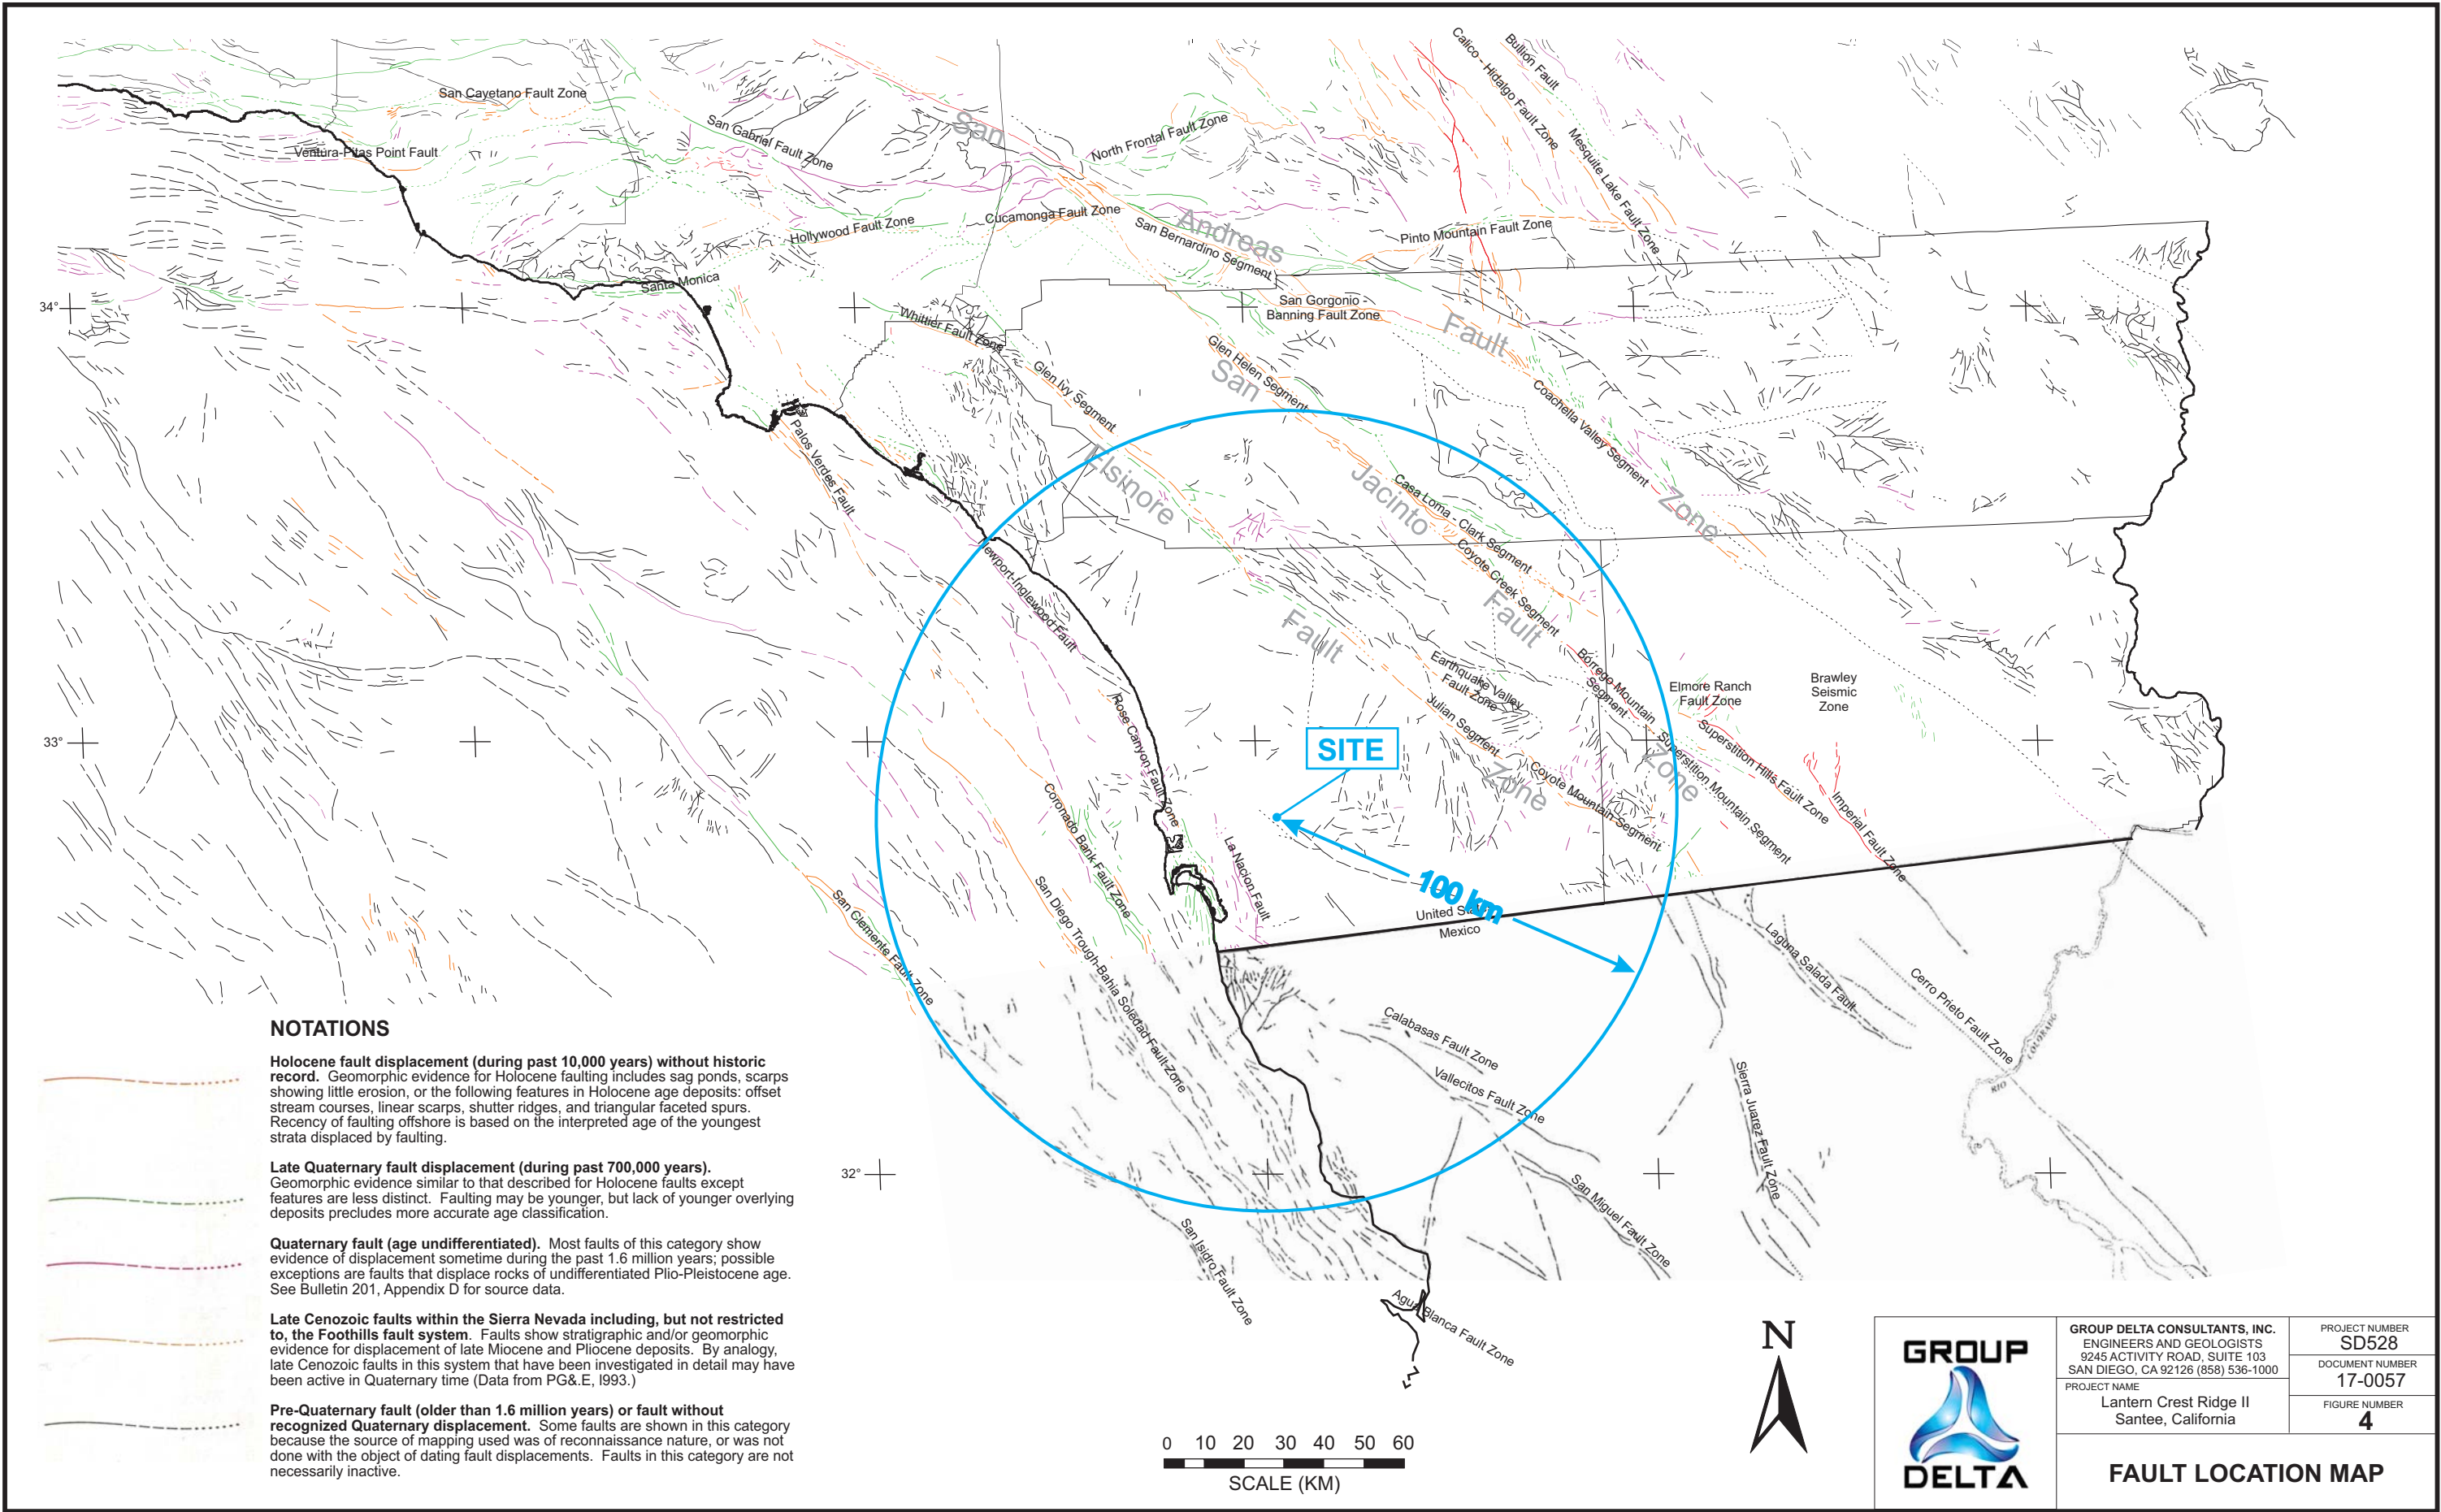 Calico - Hidalgo Fault Zone
Bullion Fault
Mesquite Lake Fault Zone
San Cayetano Fault Zone
San Gabriel Fault Zone
San
North Frontal Fault Zone
Ventura-Pitas Point Fault
Hollywood Fault Zone
Cucamonga Fault Zone
Andreas
San Bernardino Segment
Pinto Mountain Fault Zone
Santa Monica
34°
Whittier Fault Zone
San Gorgonio -
Banning Fault Zone
Fault
Glen Ivy Segment
Glen Helen Segment
San
Coachella Valley Segment
Palos Verdes Fault
Elsinore
Jacinto
Casa Loma - Clark Segment
Zone
Coyote Creek Segment
ewport-Inglewood Fault
Fault
Fault
Earthquake Valley
Fault Zone
Borrego Mountain
Segment
Elmore Ranch
Fault Zone
Brawley
Seismic
Zone
Rose Canyon Fault Zone
Julian Segment
33°
SITE
Zone
Zone
Superstition Hills Fault Zone
Superstition Mountain Segment
Coyote Mountain Segment
Imperial Fault Zone
Coronado Bank Fault Zone
La Nacion Fault
100 km
San Diego Trough-Bahia Soledad Fault Zone
San Clemente Fault Zone
United St
Mexico
Laguna Salada Fault
Cerro Prieto Fault Zone
RIO
COLORADO
Calabasas Fault Zone
Vallecitos Fault Zone
Sierra Juarez Fault Zone
32°
San Miguel Fault Zone
San Isidro Fault Zone
Agua Blanca Fault Zone
NOTATIONS
Holocene fault displacement (during past 10,000 years) without historic
record. Geomorphic evidence for Holocene faulting includes sag ponds, scarps
showing little erosion, or the following features in Holocene age deposits: offset
stream courses, linear scarps, shutter ridges, and triangular faceted spurs.
Recency of faulting offshore is based on the interpreted age of the youngest
strata displaced by faulting.
Late Quaternary fault displacement (during past 700,000 years).
Geomorphic evidence similar to that described for Holocene faults except
features are less distinct. Faulting may be younger, but lack of younger overlying
deposits precludes more accurate age classification.
Quaternary fault (age undifferentiated). Most faults of this category show
evidence of displacement sometime during the past 1.6 million years; possible
exceptions are faults that displace rocks of undifferentiated Plio-Pleistocene age.
See Bulletin 201, Appendix D for source data.
Late Cenozoic faults within the Sierra Nevada including, but not restricted
to, the Foothills fault system. Faults show stratigraphic and/or geomorphic
evidence for displacement of late Miocene and Pliocene deposits. By analogy,
late Cenozoic faults in this system that have been investigated in detail may have
been active in Quaternary time (Data from PG&.E, l993.)
Pre-Quaternary fault (older than 1.6 million years) or fault without
recognized Quaternary displacement. Some faults are shown in this category
because the source of mapping used was of reconnaissance nature, or was not
done with the object of dating fault displacements. Faults in this category are not
necessarily inactive.
0 10 20 30 40 50 60
SCALE (KM)
N
GROUP
DELTA
GROUP DELTA CONSULTANTS, INC.
ENGINEERS AND GEOLOGISTS
9245 ACTIVITY ROAD, SUITE 103
SAN DIEGO, CA 92126 (858) 536-1000
PROJECT NAME
Lantern Crest Ridge II
Santee, California
PROJECT NUMBER
SD528
DOCUMENT NUMBER
17-0057
FIGURE NUMBER
4
FAULT LOCATION MAP